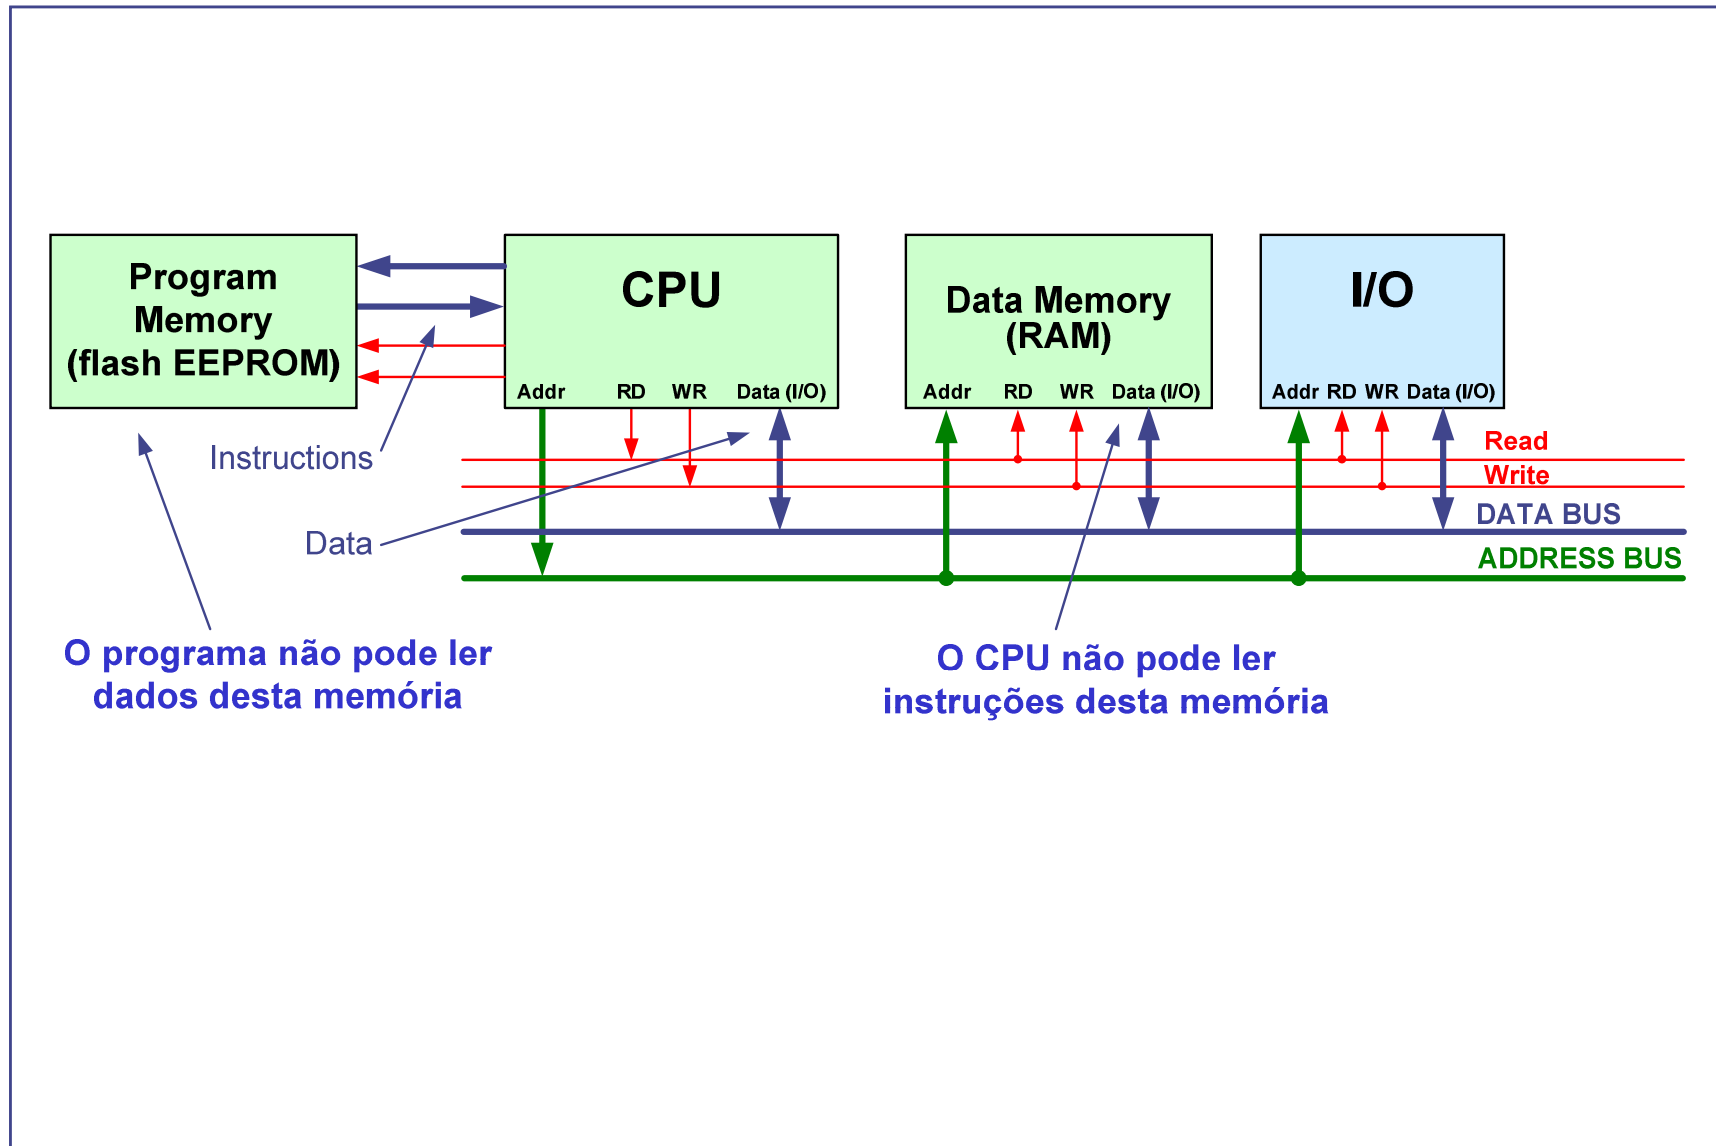 Program
Memory
(flash EEPROM)
CPU
Addr RD WR Data (I/O)
Data Memory
(RAM)
Addr RD WR Data (I/O)
I/O
Addr RD WR Data (I/O)
Instructions
Data
Read
Write
DATA BUS
ADDRESS BUS
O programa não pode ler
dados desta memória
O CPU não pode ler
instruções desta memória